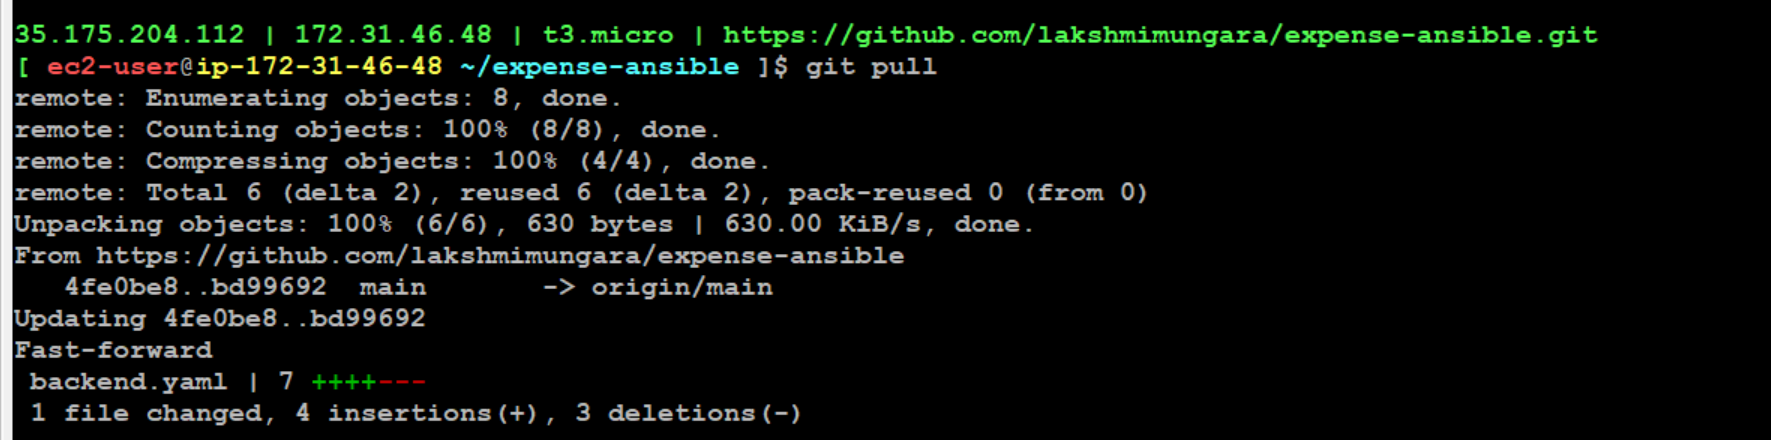 35.175.204.112 | 172.31.46.48 | t3.micro | https://github.com/lakshmimungara/expense-ansible.git
[ ec2-user@ip-172-31-46-48 ~/expense-ansible ]$ git pull
remote: Enumerating objects: 8, done.
remote: Counting objects: 100% (8/8), done.
remote: Compressing objects: 100% (4/4), done.
remote: Total 6 (delta 2), reused 6 (delta 2), pack-reused 0 (from 0)
Unpacking objects: 100% (6/6), 630 bytes | 630.00 KiB/s, done.
From https://github.com/lakshmimungara/expense-ansible
   4fe0be8..bd99692  main       -> origin/main
Updating 4fe0be8..bd99692
Fast-forward
 backend.yaml | 7 ++++---
 1 file changed, 4 insertions(+), 3 deletions(-)